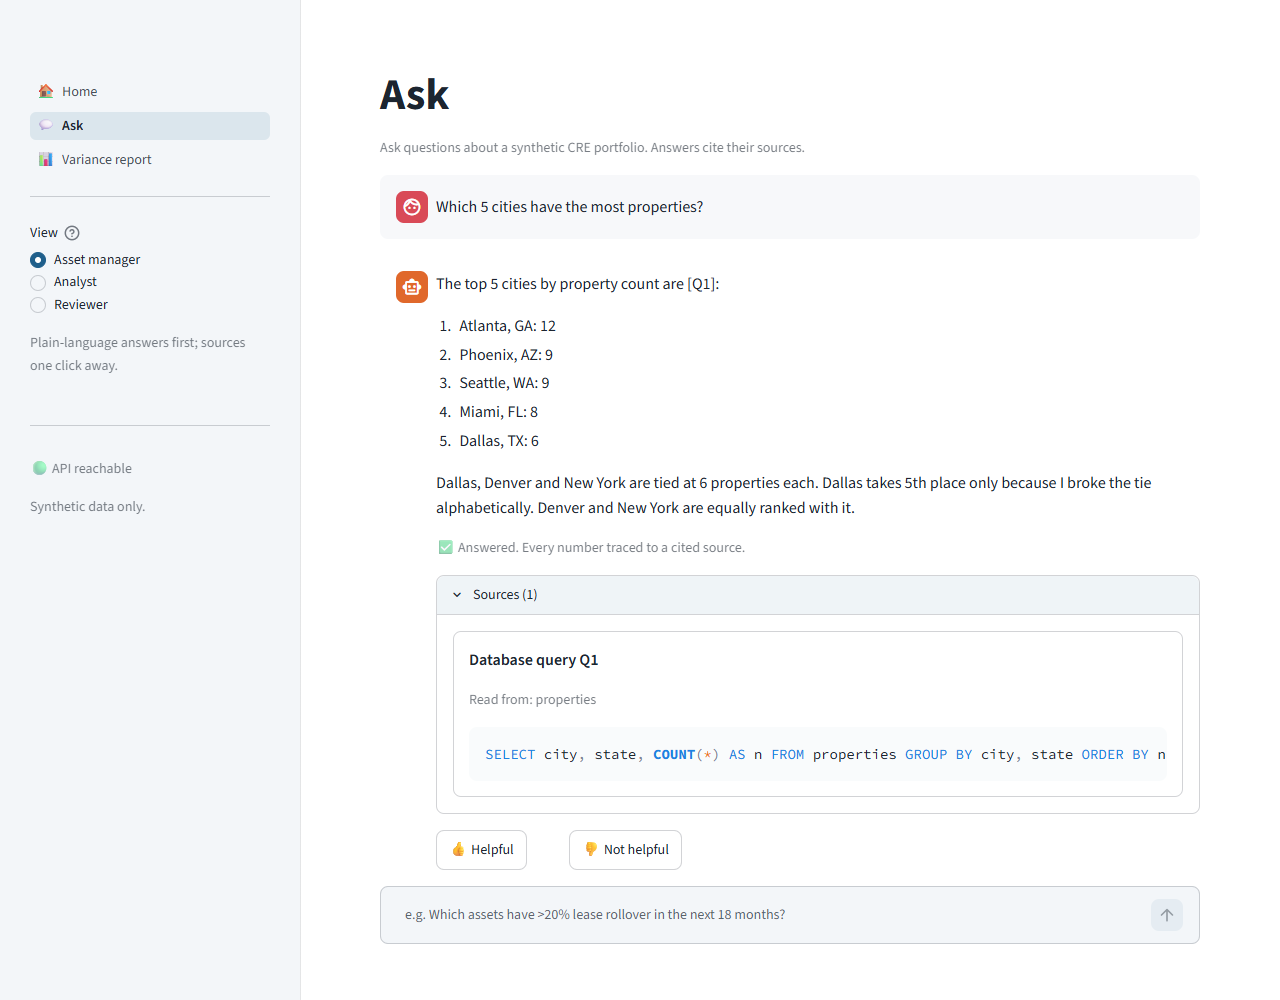 Home
Ask
Variance report
View
Asset manager
Analyst
Reviewer
Plain-language answers first; sources
one click away.
API reachable
Synthetic data only.
Ask
Ask questions about a synthetic CRE portfolio. Answers cite their sources.
Which 5 cities have the most properties?
The top 5 cities by property count are [Q1]:
1. Atlanta, GA: 12
2. Phoenix, AZ: 9
3. Seattle, WA: 9
4. Miami, FL: 8
5. Dallas, TX: 6
Dallas, Denver and New York are tied at 6 properties each. Dallas takes 5th place only because I broke the tie
alphabetically. Denver and New York are equally ranked with it.
Answered. Every number traced to a cited source.
Sources (1)
Database query Q1
Read from: properties
SELECT city, state, COUNT(*) AS n FROM properties GROUP BY city, state ORDER BY n
Helpful
Not helpful
e.g. Which assets have >20% lease rollover in the next 18 months?